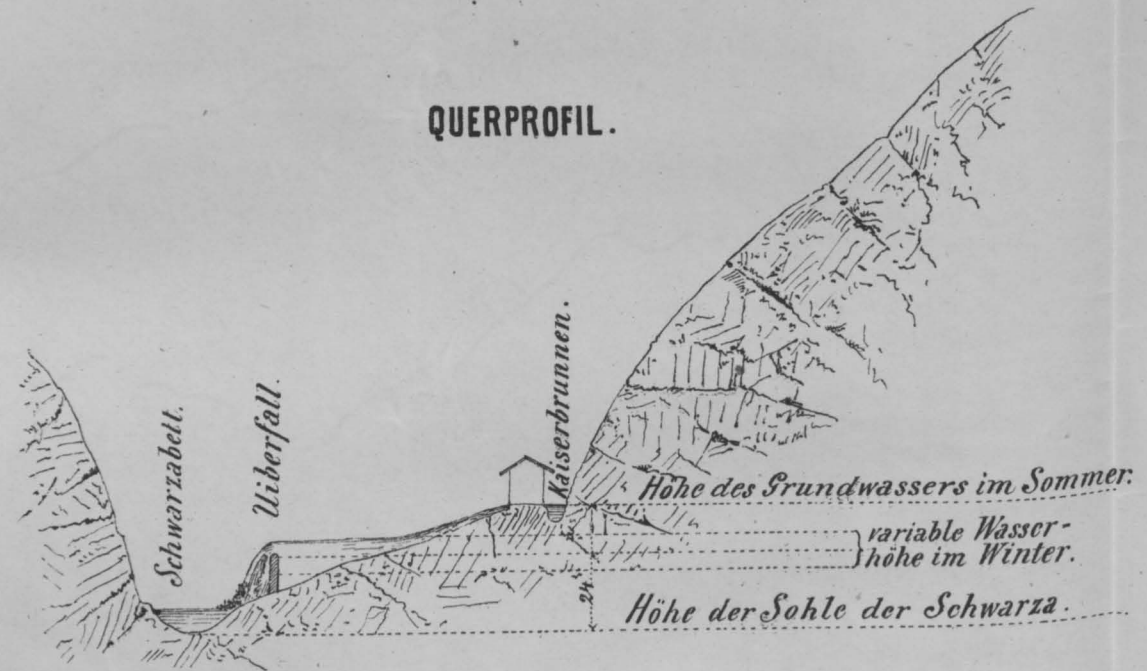 QUERPROFIL.
Schwarzabett.
Uiberfall.
Kaiserbrunnen.
Höhe des Grundwassers im Sommer.
variable Wasser-
höhe im Winter.
24
Höhe der Sohle der Schwarza.